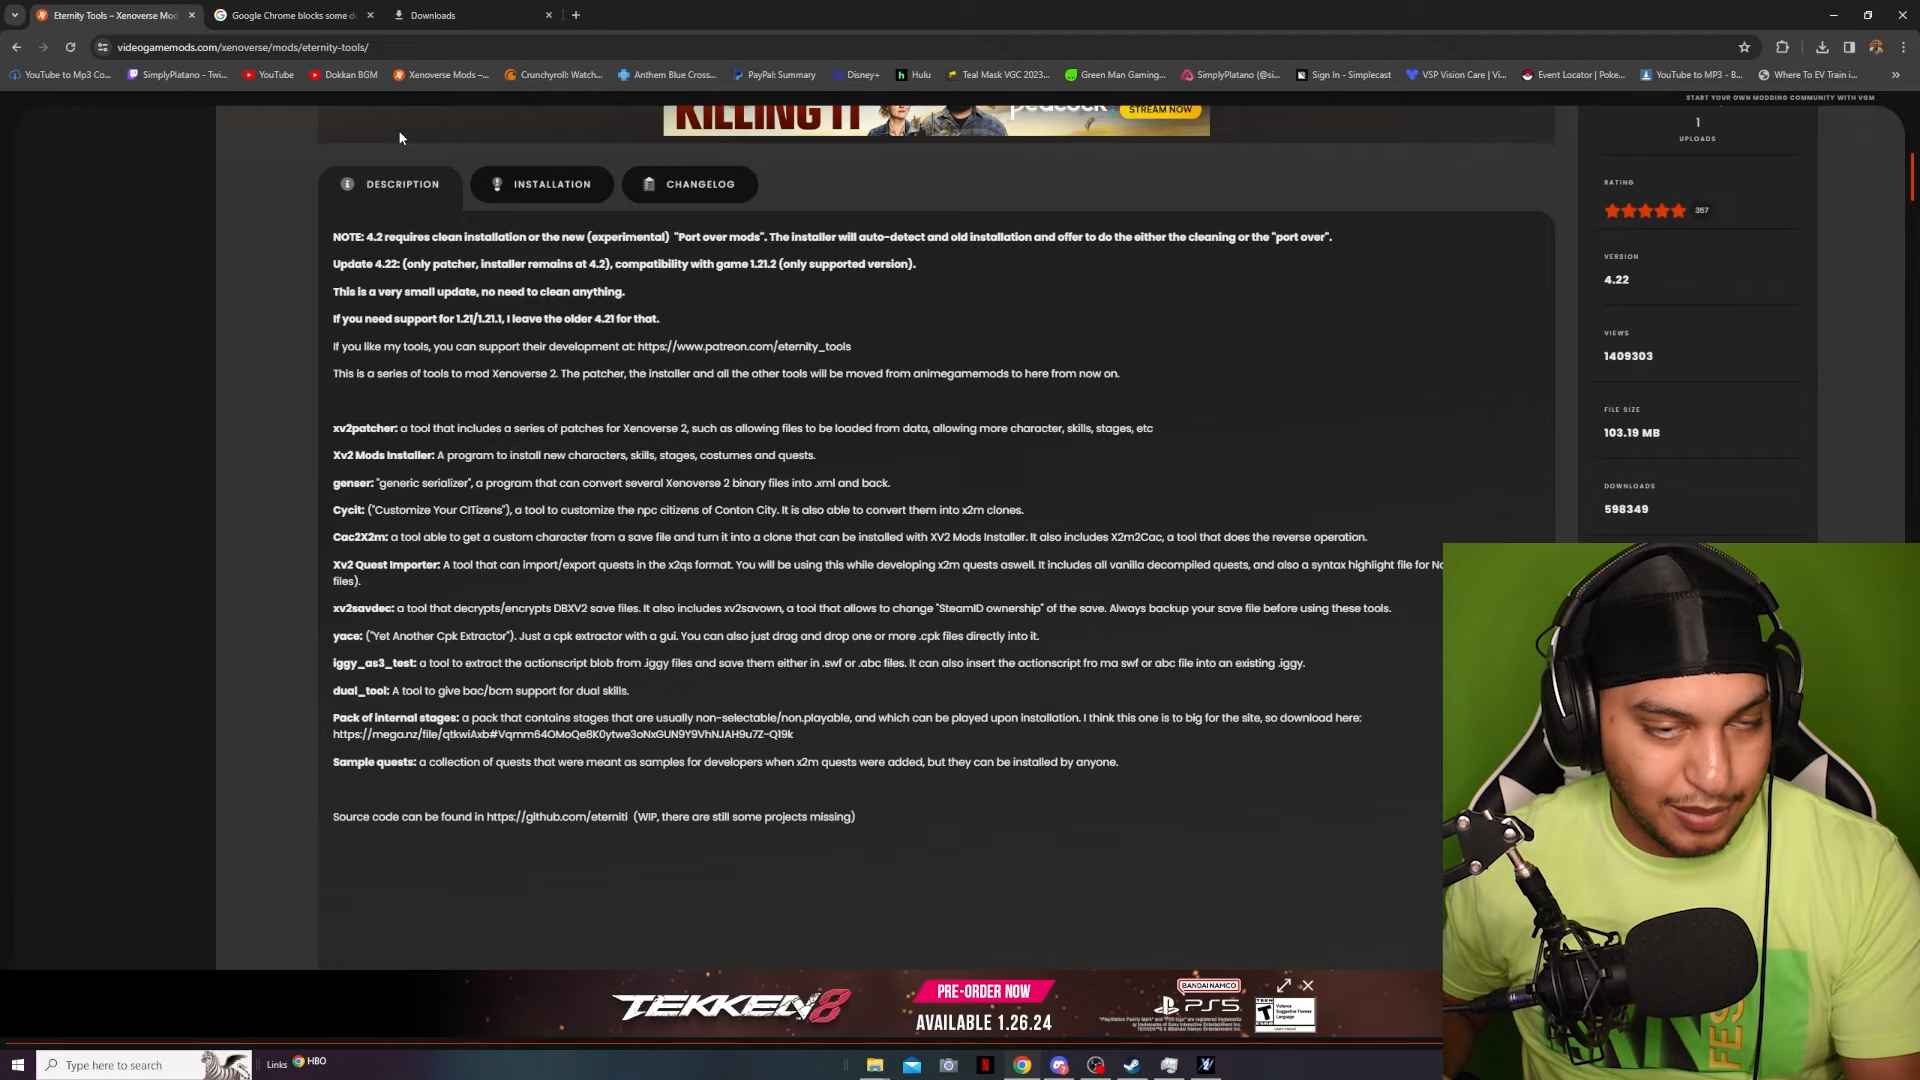 Eternity Tools – Xenoverse Mod
Google Chrome blocks some d
Downloads
videogamemods.com/xenoverse/mods/eternity-tools/
YouTube to Mp3 Co...
SimplyPlatano - Twi...
YouTube
Dokkan BGM
Xenoverse Mods –...
Crunchyroll: Watch...
Anthem Blue Cross...
PayPal: Summary
Disney+
Hulu
Teal Mask VGC 2023...
Green Man Gaming...
SimplyPlatano (@si...
Sign In - Simplecast
VSP Vision Care | Vi...
Event Locator | Poke...
YouTube to MP3 - B...
Where To EV Train i...
START YOUR OWN MODDING COMMUNITY WITH VGM
KILLING IT
peacock
STREAM NOW
1
UPLOADS
DESCRIPTION
INSTALLATION
CHANGELOG
RATING
367
VERSION
4.22
VIEWS
1409303
FILE SIZE
103.19 MB
DOWNLOADS
598349
NOTE: 4.2 requires clean installation or the new (experimental) "Port over mods". The installer will auto-detect and old installation and offer to do the either the cleaning or the "port over".
Update 4.22: (only patcher, installer remains at 4.2), compatibility with game 1.21.2 (only supported version).
This is a very small update, no need to clean anything.
If you need support for 1.21/1.21.1, I leave the older 4.21 for that.
If you like my tools, you can support their development at: https://www.patreon.com/eternity_tools
This is a series of tools to mod Xenoverse 2. The patcher, the installer and all the other tools will be moved from animegamemods to here from now on.
xv2patcher: a tool that includes a series of patches for Xenoverse 2, such as allowing files to be loaded from data, allowing more character, skills, stages, etc
Xv2 Mods Installer: A program to install new characters, skills, stages, costumes and quests.
genser: "generic serializer", a program that can convert several Xenoverse 2 binary files into .xml and back.
Cycit: ("Customize Your CITizens"), a tool to customize the npc citizens of Conton City. It is also able to convert them into x2m clones.
Cac2X2m: a tool able to get a custom character from a save file and turn it into a clone that can be installed with XV2 Mods Installer. It also includes X2m2Cac, a tool that does the reverse operation.
Xv2 Quest Importer: A tool that can import/export quests in the x2qs format. You will be using this while developing x2m quests aswell. It includes all vanilla decompiled quests, and also a syntax highlight file for
files).
xv2savdec: a tool that decrypts/encrypts DBXV2 save files. It also includes xv2savown, a tool that allows to change "SteamID ownership" of the save. Always backup your save file before using these tools.
yace: ("Yet Another Cpk Extractor"). Just a cpk extractor with a gui. You can also just drag and drop one or more .cpk files directly into it.
iggy_as3_test: a tool to extract the actionscript blob from .iggy files and save them either in .swf or .abc files. It can also insert the actionscript fro ma swf or abc file into an existing .iggy.
dual_tool: A tool to give bac/bcm support for dual skills.
Pack of internal stages: a pack that contains stages that are usually non-selectable/non.playable, and which can be played upon installation. I think this one is to big for the site, so download here:
https://mega.nz/file/qtkwiAxb#Vqmm64OMoQe8K0ytwe3oNxGUN9Y9VhNJAH9u7Z-Q19k
Sample quests: a collection of quests that were meant as samples for developers when x2m quests were added, but they can be installed by anyone.
Source code can be found in https://github.com/eterniti (WIP, there are still some projects missing)
TEKKEN 8
PRE-ORDER NOW
AVAILABLE 1.26.24
BANDAI NAMCO
PS5
TEEN
T
Type here to search
Links
HBO